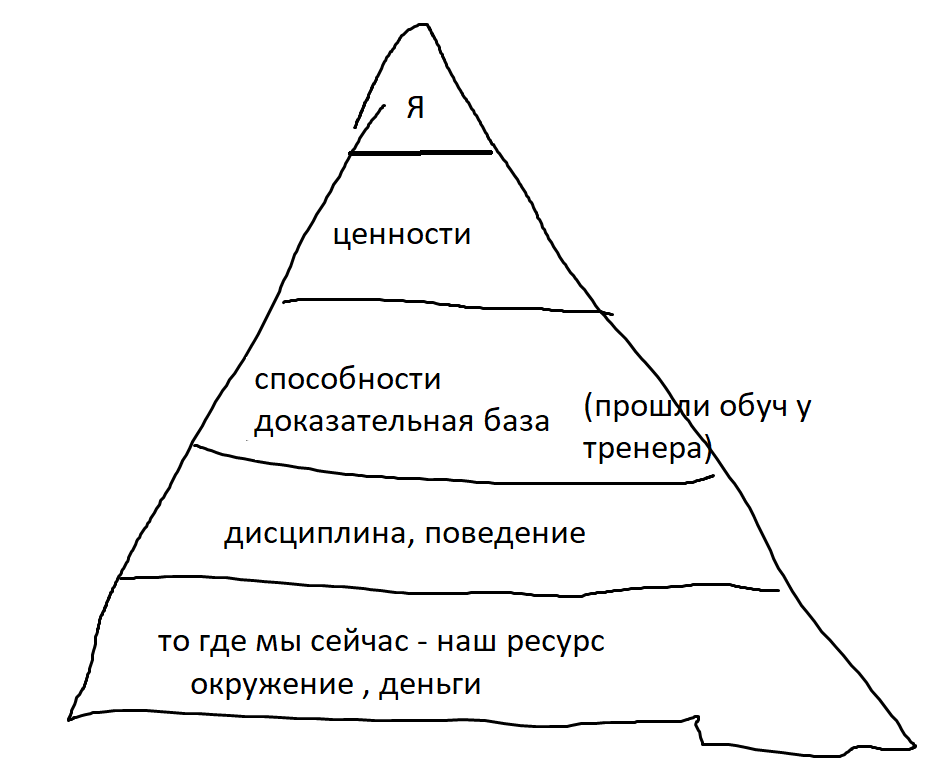 Я
ценности
способности
доказательная база
(прошли обуч у
тренера)
дисциплина, поведение
то где мы сейчас - наш ресурс
окружение , деньги